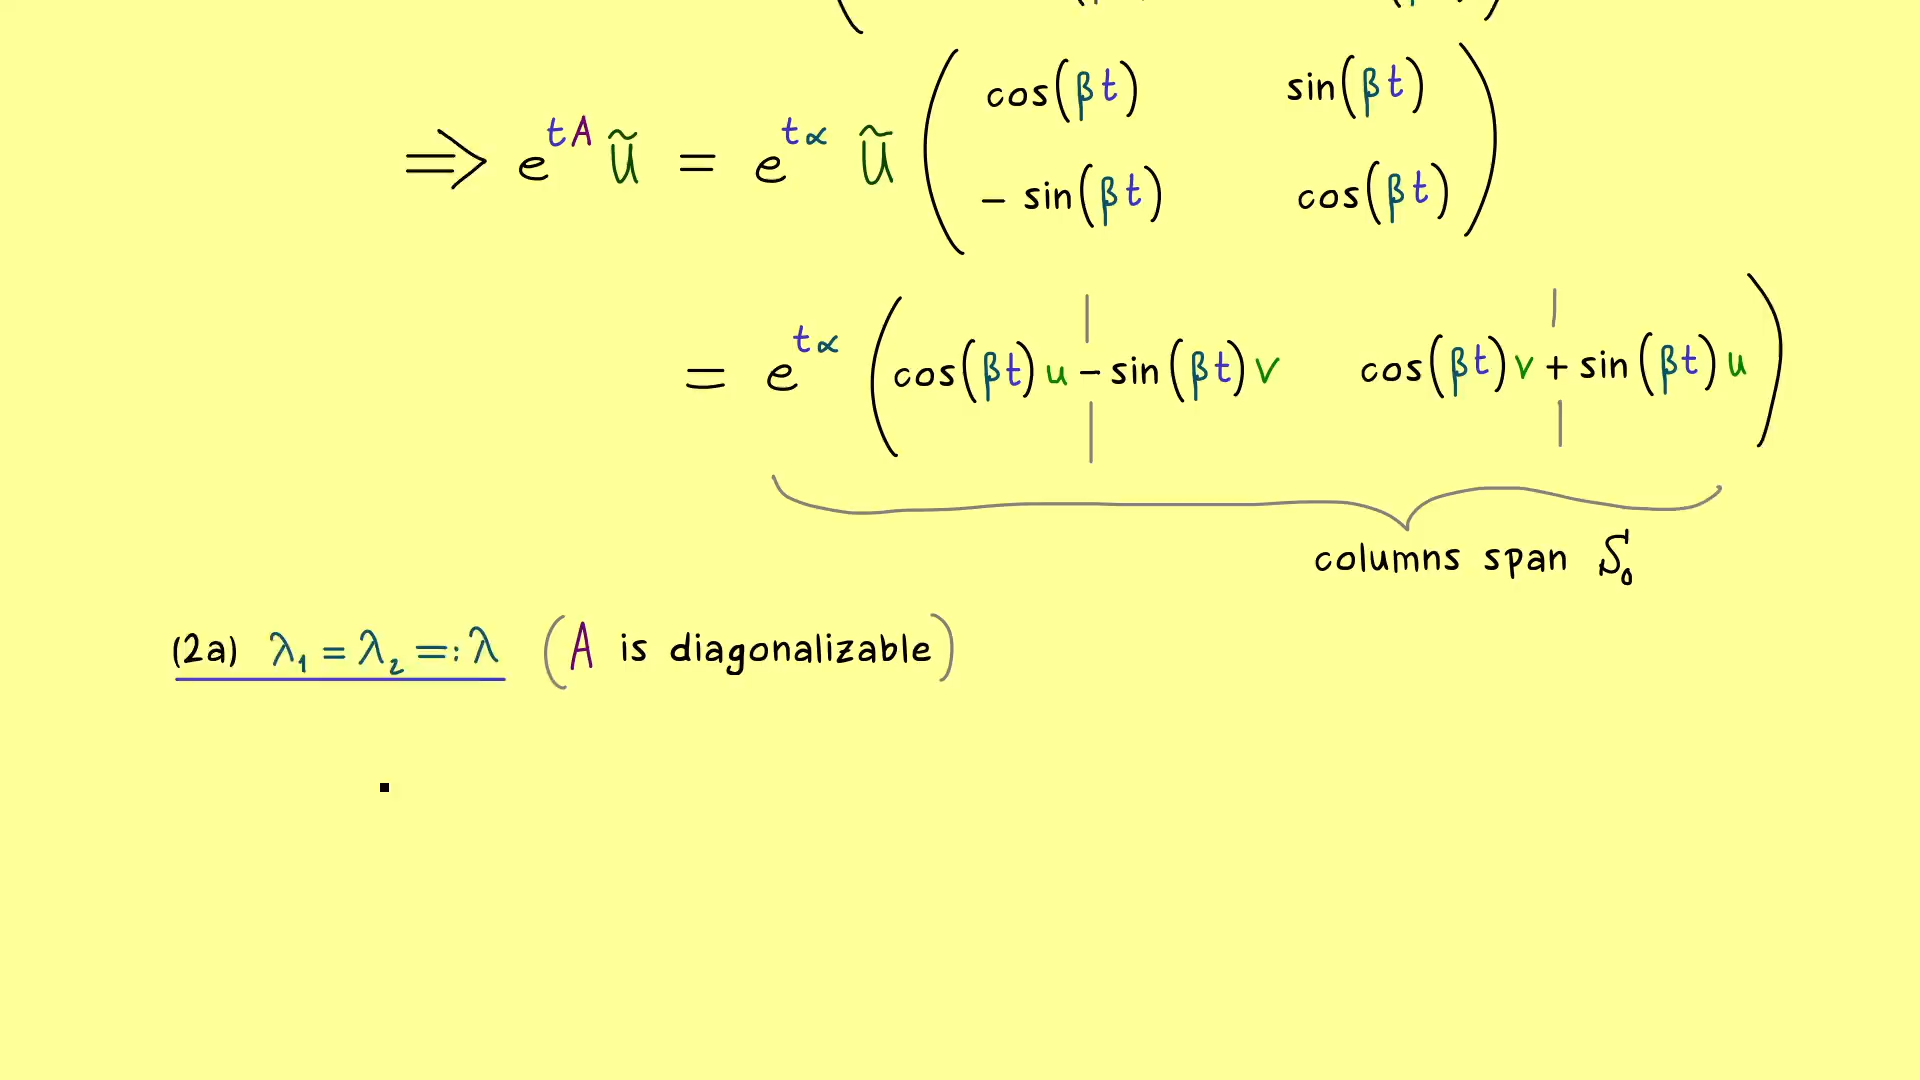 ⟹ e^{tA} Ũ = e^{tα} Ũ ( cos(βt) sin(βt)
− sin(βt) cos(βt) )
= e^{tα} ( cos(βt) u − sin(βt) v cos(βt) v + sin(βt) u )
columns span S₀
(2a) λ₁ = λ₂ =: λ (A is diagonalizable)